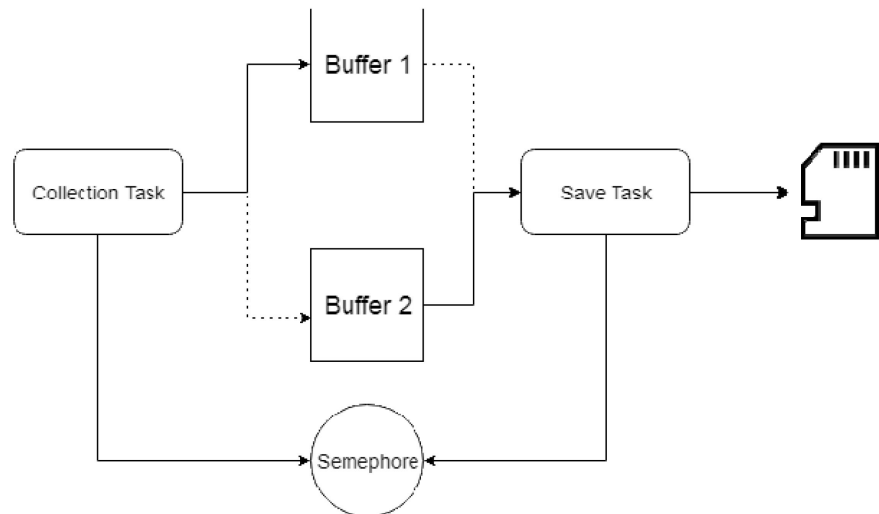 Buffer 1
Collection Task
Save Task
Buffer 2
Semephore